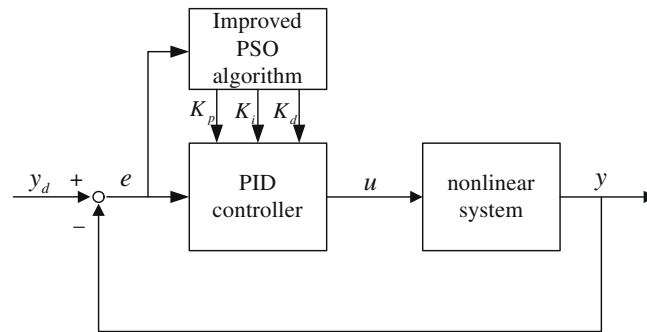 Improved
PSO
algorithm
K_p K_i K_d
y_d + e
PID
controller
u
nonlinear
system
y
−